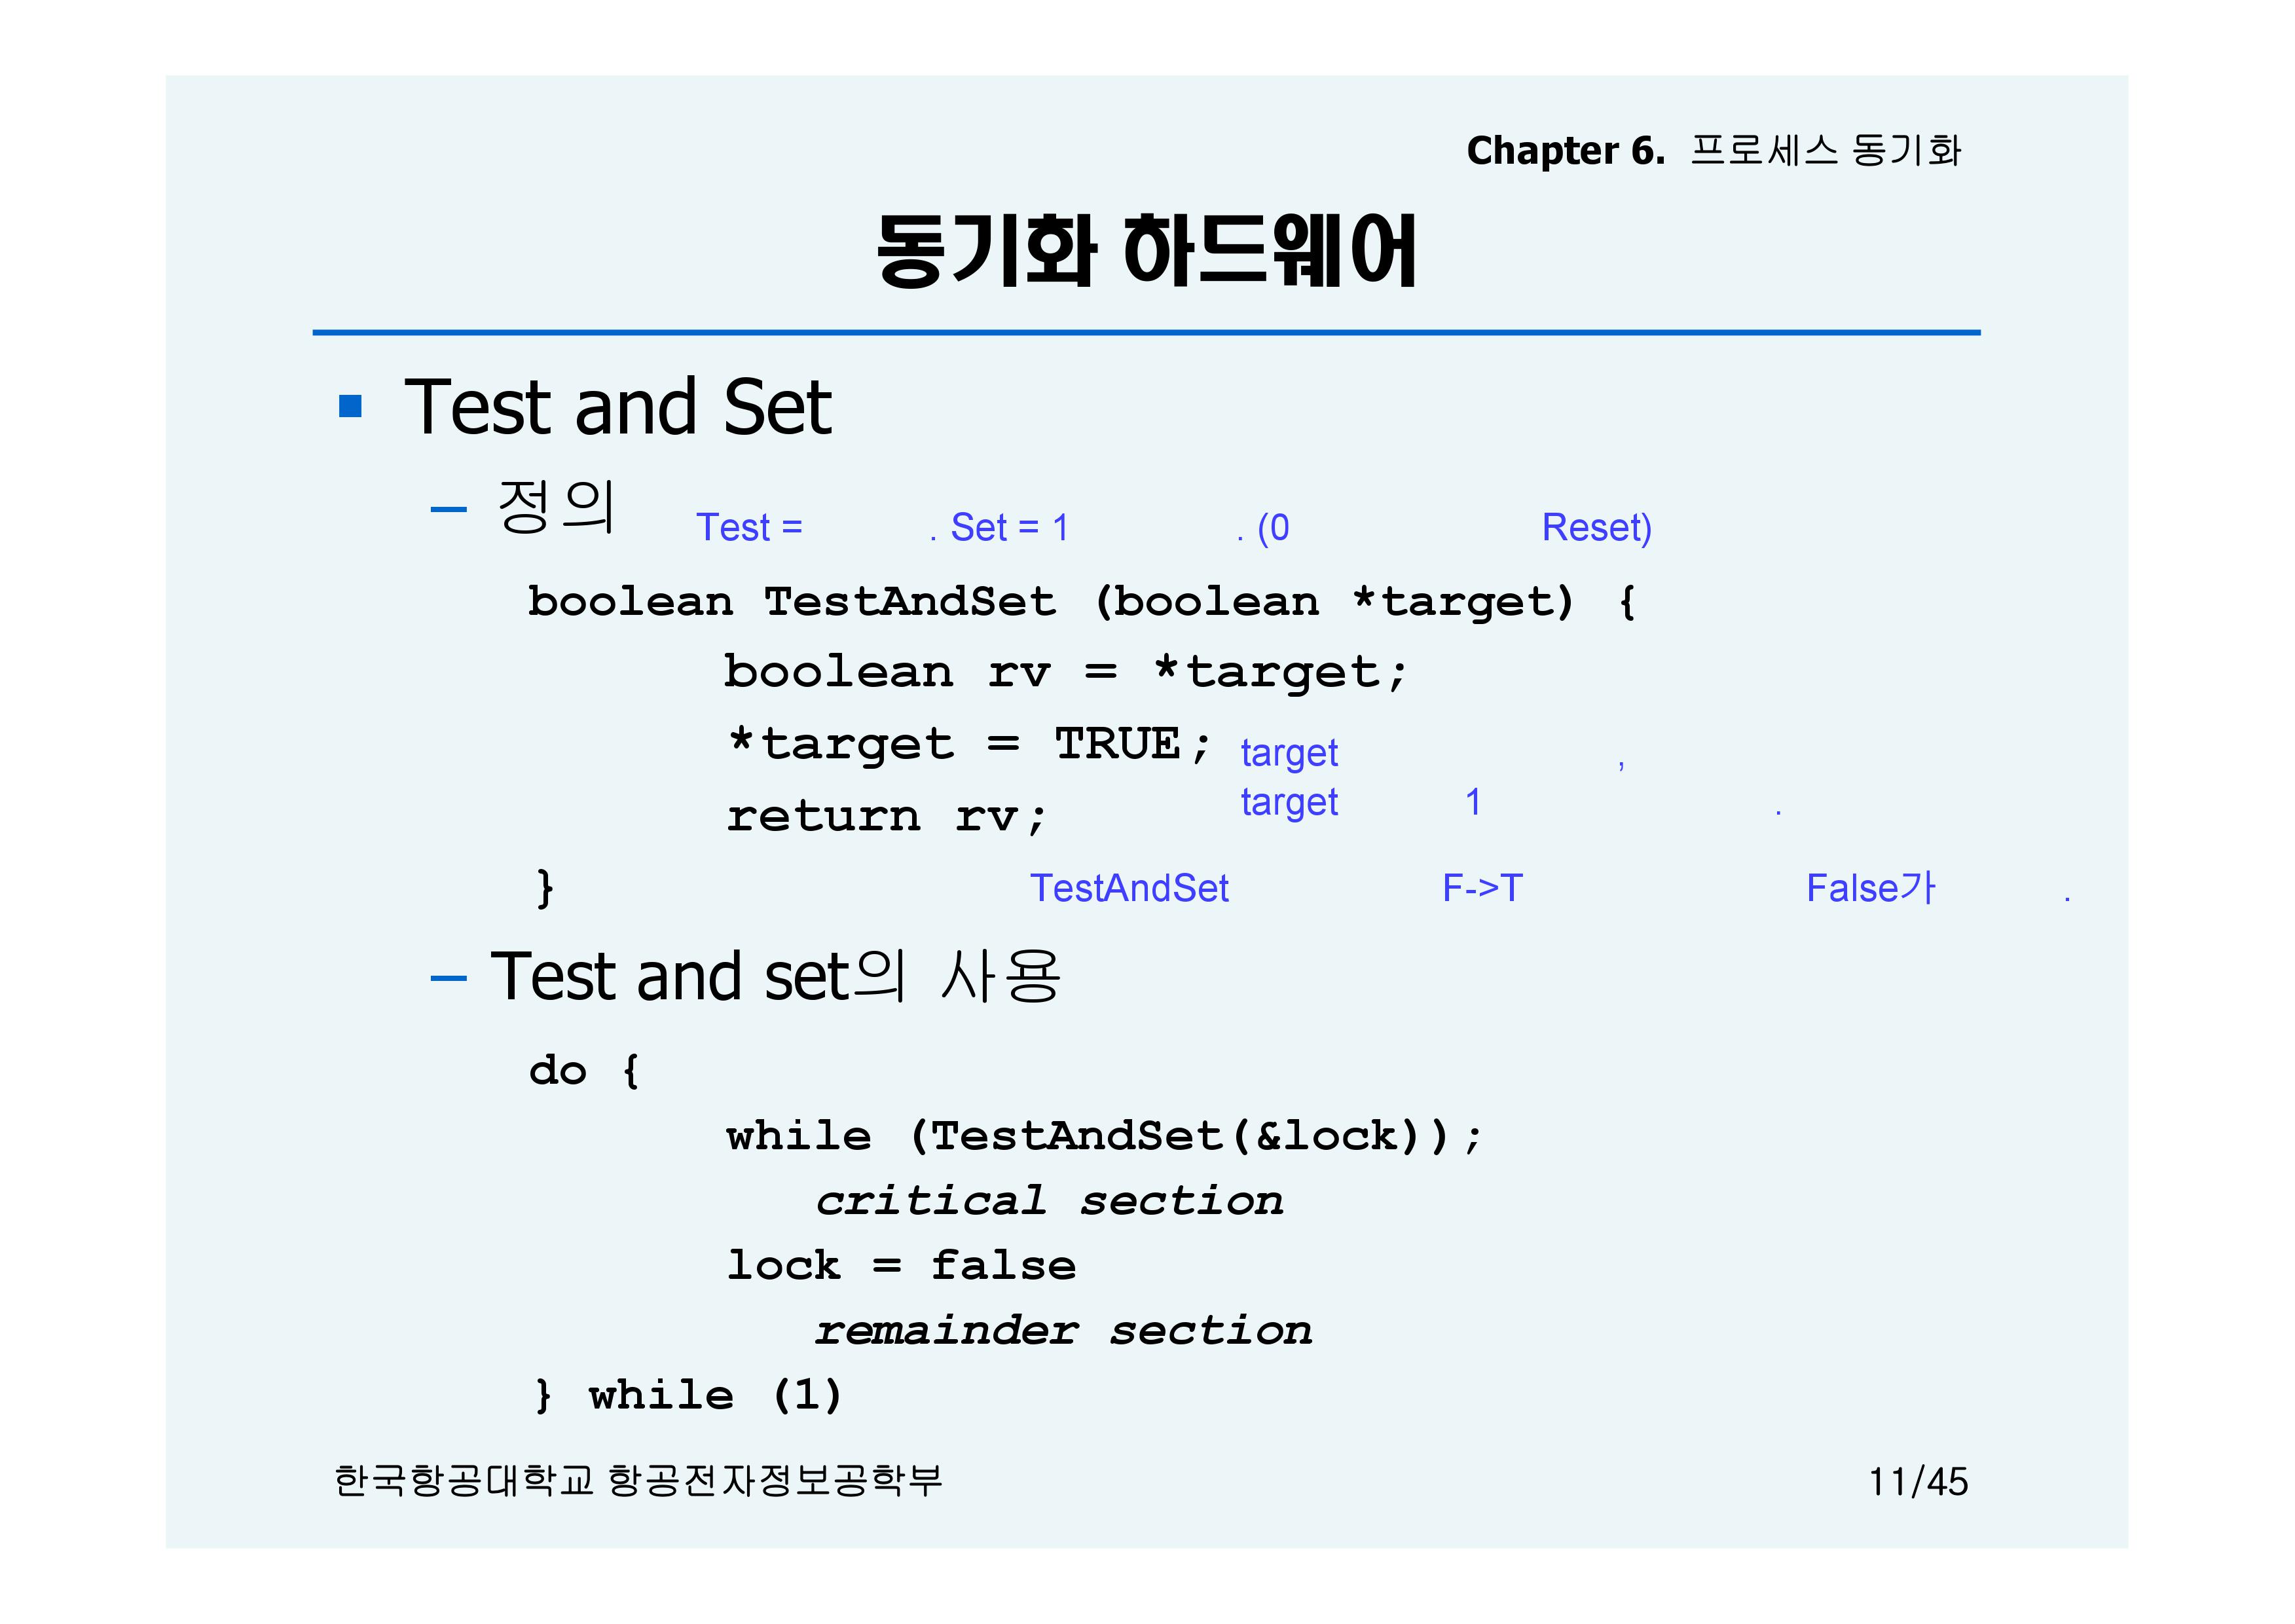 Chapter 6. 프로세스 동기화
동기화 하드웨어
Test and Set
– 정의
Test = . Set = 1 . (0 Reset)
boolean TestAndSet (boolean *target) {
boolean rv = *target;
*target = TRUE;
target ,
return rv;
target 1 .
}
TestAndSet F->T False가 .
– Test and set의 사용
do {
while (TestAndSet(&lock));
critical section
lock = false
remainder section
} while (1)
한국항공대학교 항공전자정보공학부
11/45